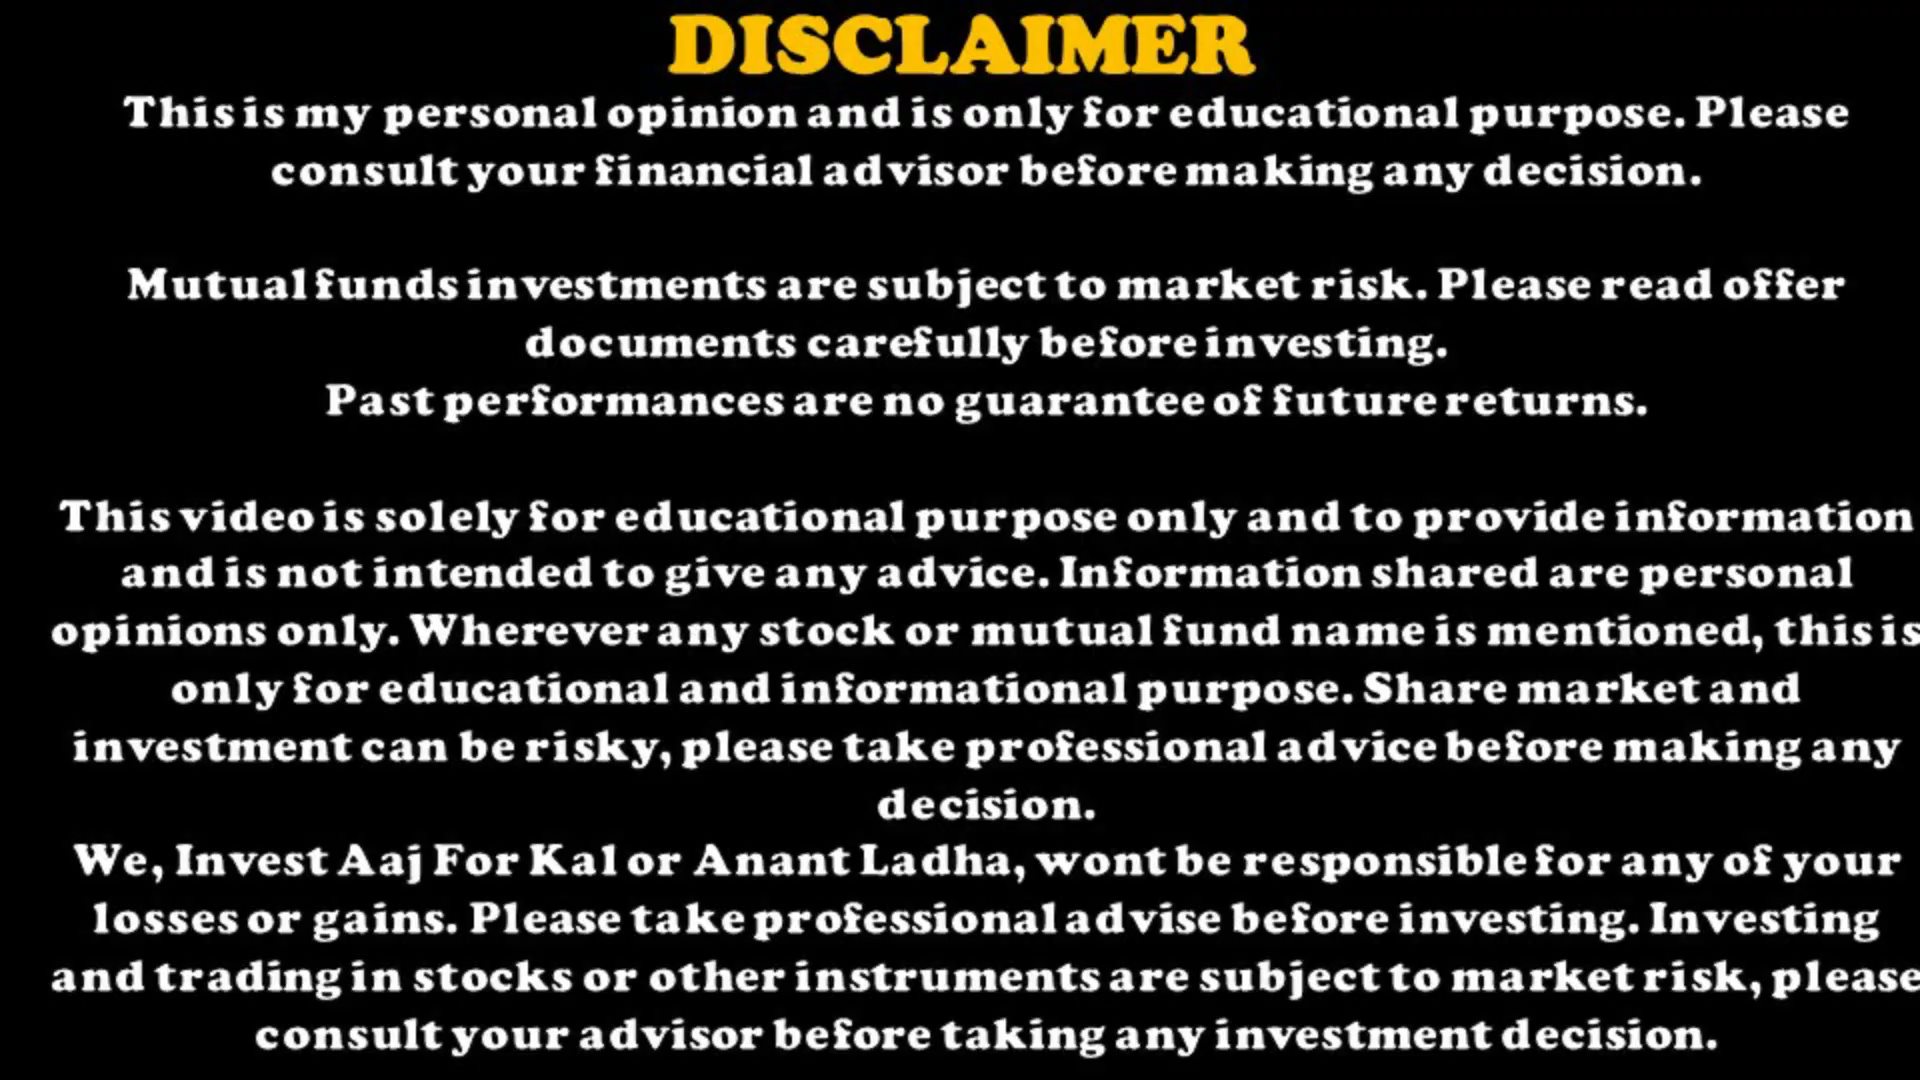 DISCLAIMER
This is my personal opinion and is only for educational purpose. Please
consult your financial advisor before making any decision.
Mutual funds investments are subject to market risk. Please read offer
documents carefully before investing.
Past performances are no guarantee of future returns.
This video is solely for educational purpose only and to provide information
and is not intended to give any advice. Information shared are personal
opinions only. Wherever any stock or mutual fund name is mentioned, this is
only for educational and informational purpose. Share market and
investment can be risky, please take professional advice before making any
decision.
We, Invest Aaj For Kal or Anant Ladha, wont be responsible for any of your
losses or gains. Please take professional advise before investing. Investing
and trading in stocks or other instruments are subject to market risk, please
consult your advisor before taking any investment decision.